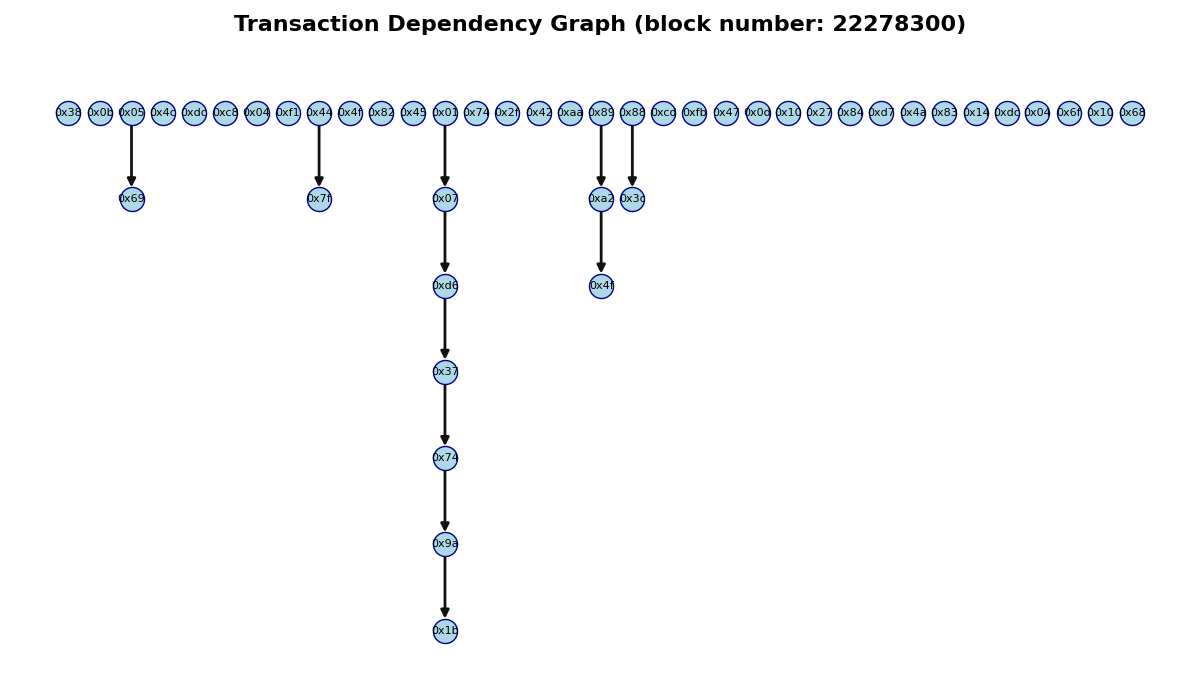 Transaction Dependency Graph (block number: 22278300)
0x38 0x0b 0x05 0x4c 0xdc 0xc8 0x04 0xf1 0x44 0x4f 0x82 0x45 0x01 0x74 0x2f 0x42 0xaa 0x89 0x88 0xcd 0xfb 0x47 0x0d 0x10 0x27 0x84 0xd7 0x4a 0x83 0x14 0xdc 0x04 0x6f 0x10 0x68
0x69 0x7f 0x07 0xa2 0x3c
0xd6 0x4f
0x37
0x74
0x9a
0x1b